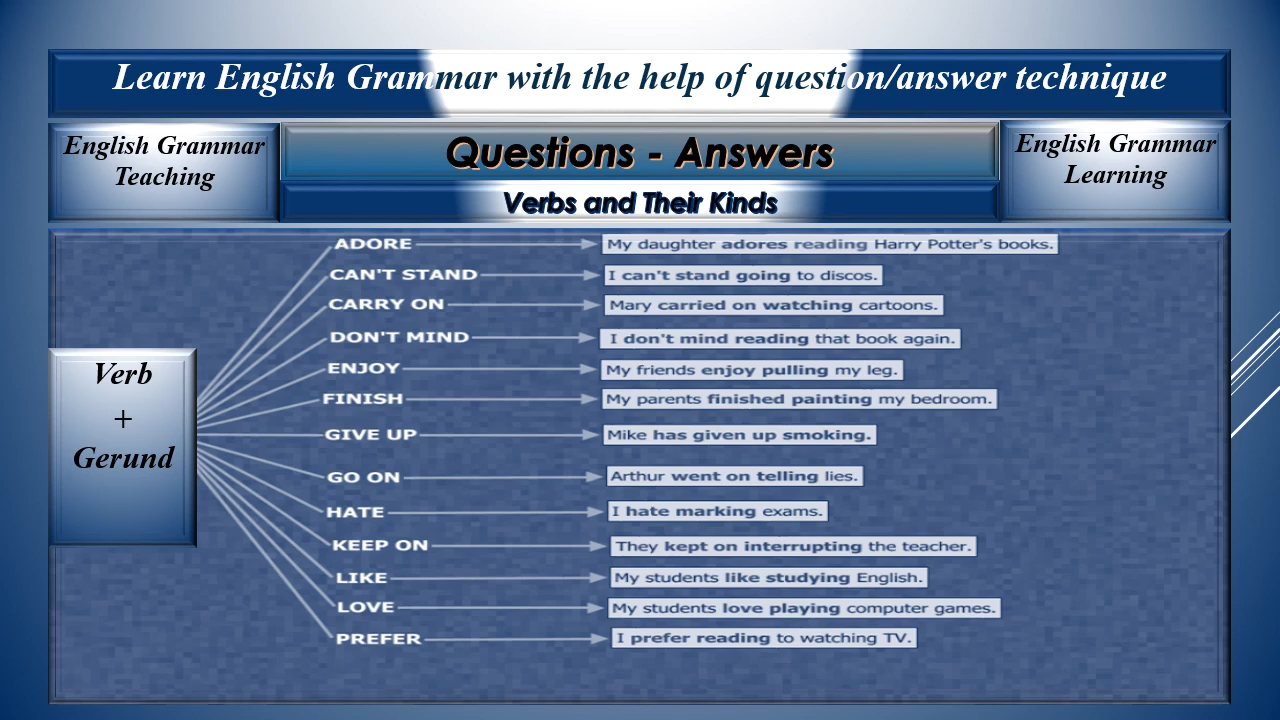 Learn English Grammar with the help of question/answer technique
English Grammar
Teaching
Questions - Answers
Verbs and Their Kinds
English Grammar
Learning
Verb
+
Gerund
ADORE My daughter adores reading Harry Potter's books.
CAN'T STAND I can't stand going to discos.
CARRY ON Mary carried on watching cartoons.
DON'T MIND I don't mind reading that book again.
ENJOY My friends enjoy pulling my leg.
FINISH My parents finished painting my bedroom.
GIVE UP Mike has given up smoking.
GO ON Arthur went on telling lies.
HATE I hate marking exams.
KEEP ON They kept on interrupting the teacher.
LIKE My students like studying English.
LOVE My students love playing computer games.
PREFER I prefer reading to watching TV.